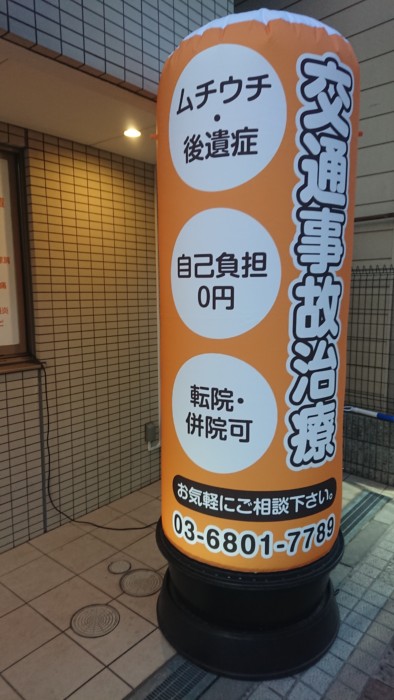 交通事故治療
ムチウチ
・
後遺症
自己負担
0円
転院・
併院可
お気軽にご相談下さい。
03-6801-7789